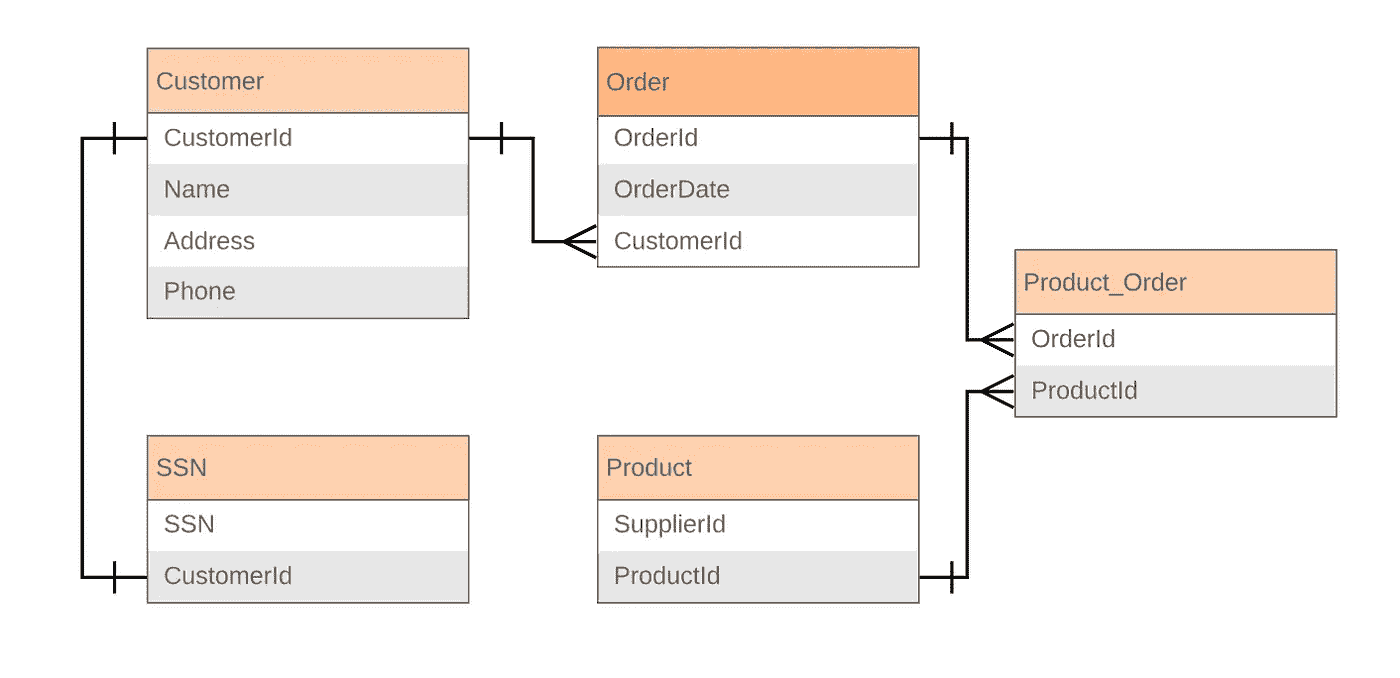 Customer
CustomerId
Name
Address
Phone
Order
OrderId
OrderDate
CustomerId
Product_Order
OrderId
ProductId
SSN
SSN
CustomerId
Product
SupplierId
ProductId